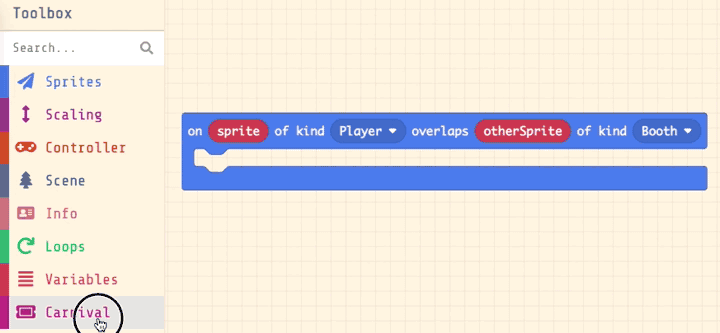 Toolbox
Search...
Sprites
Scaling
Controller
Scene
Info
Loops
Variables
Carnival
on sprite of kind Player overlaps otherSprite of kind Booth